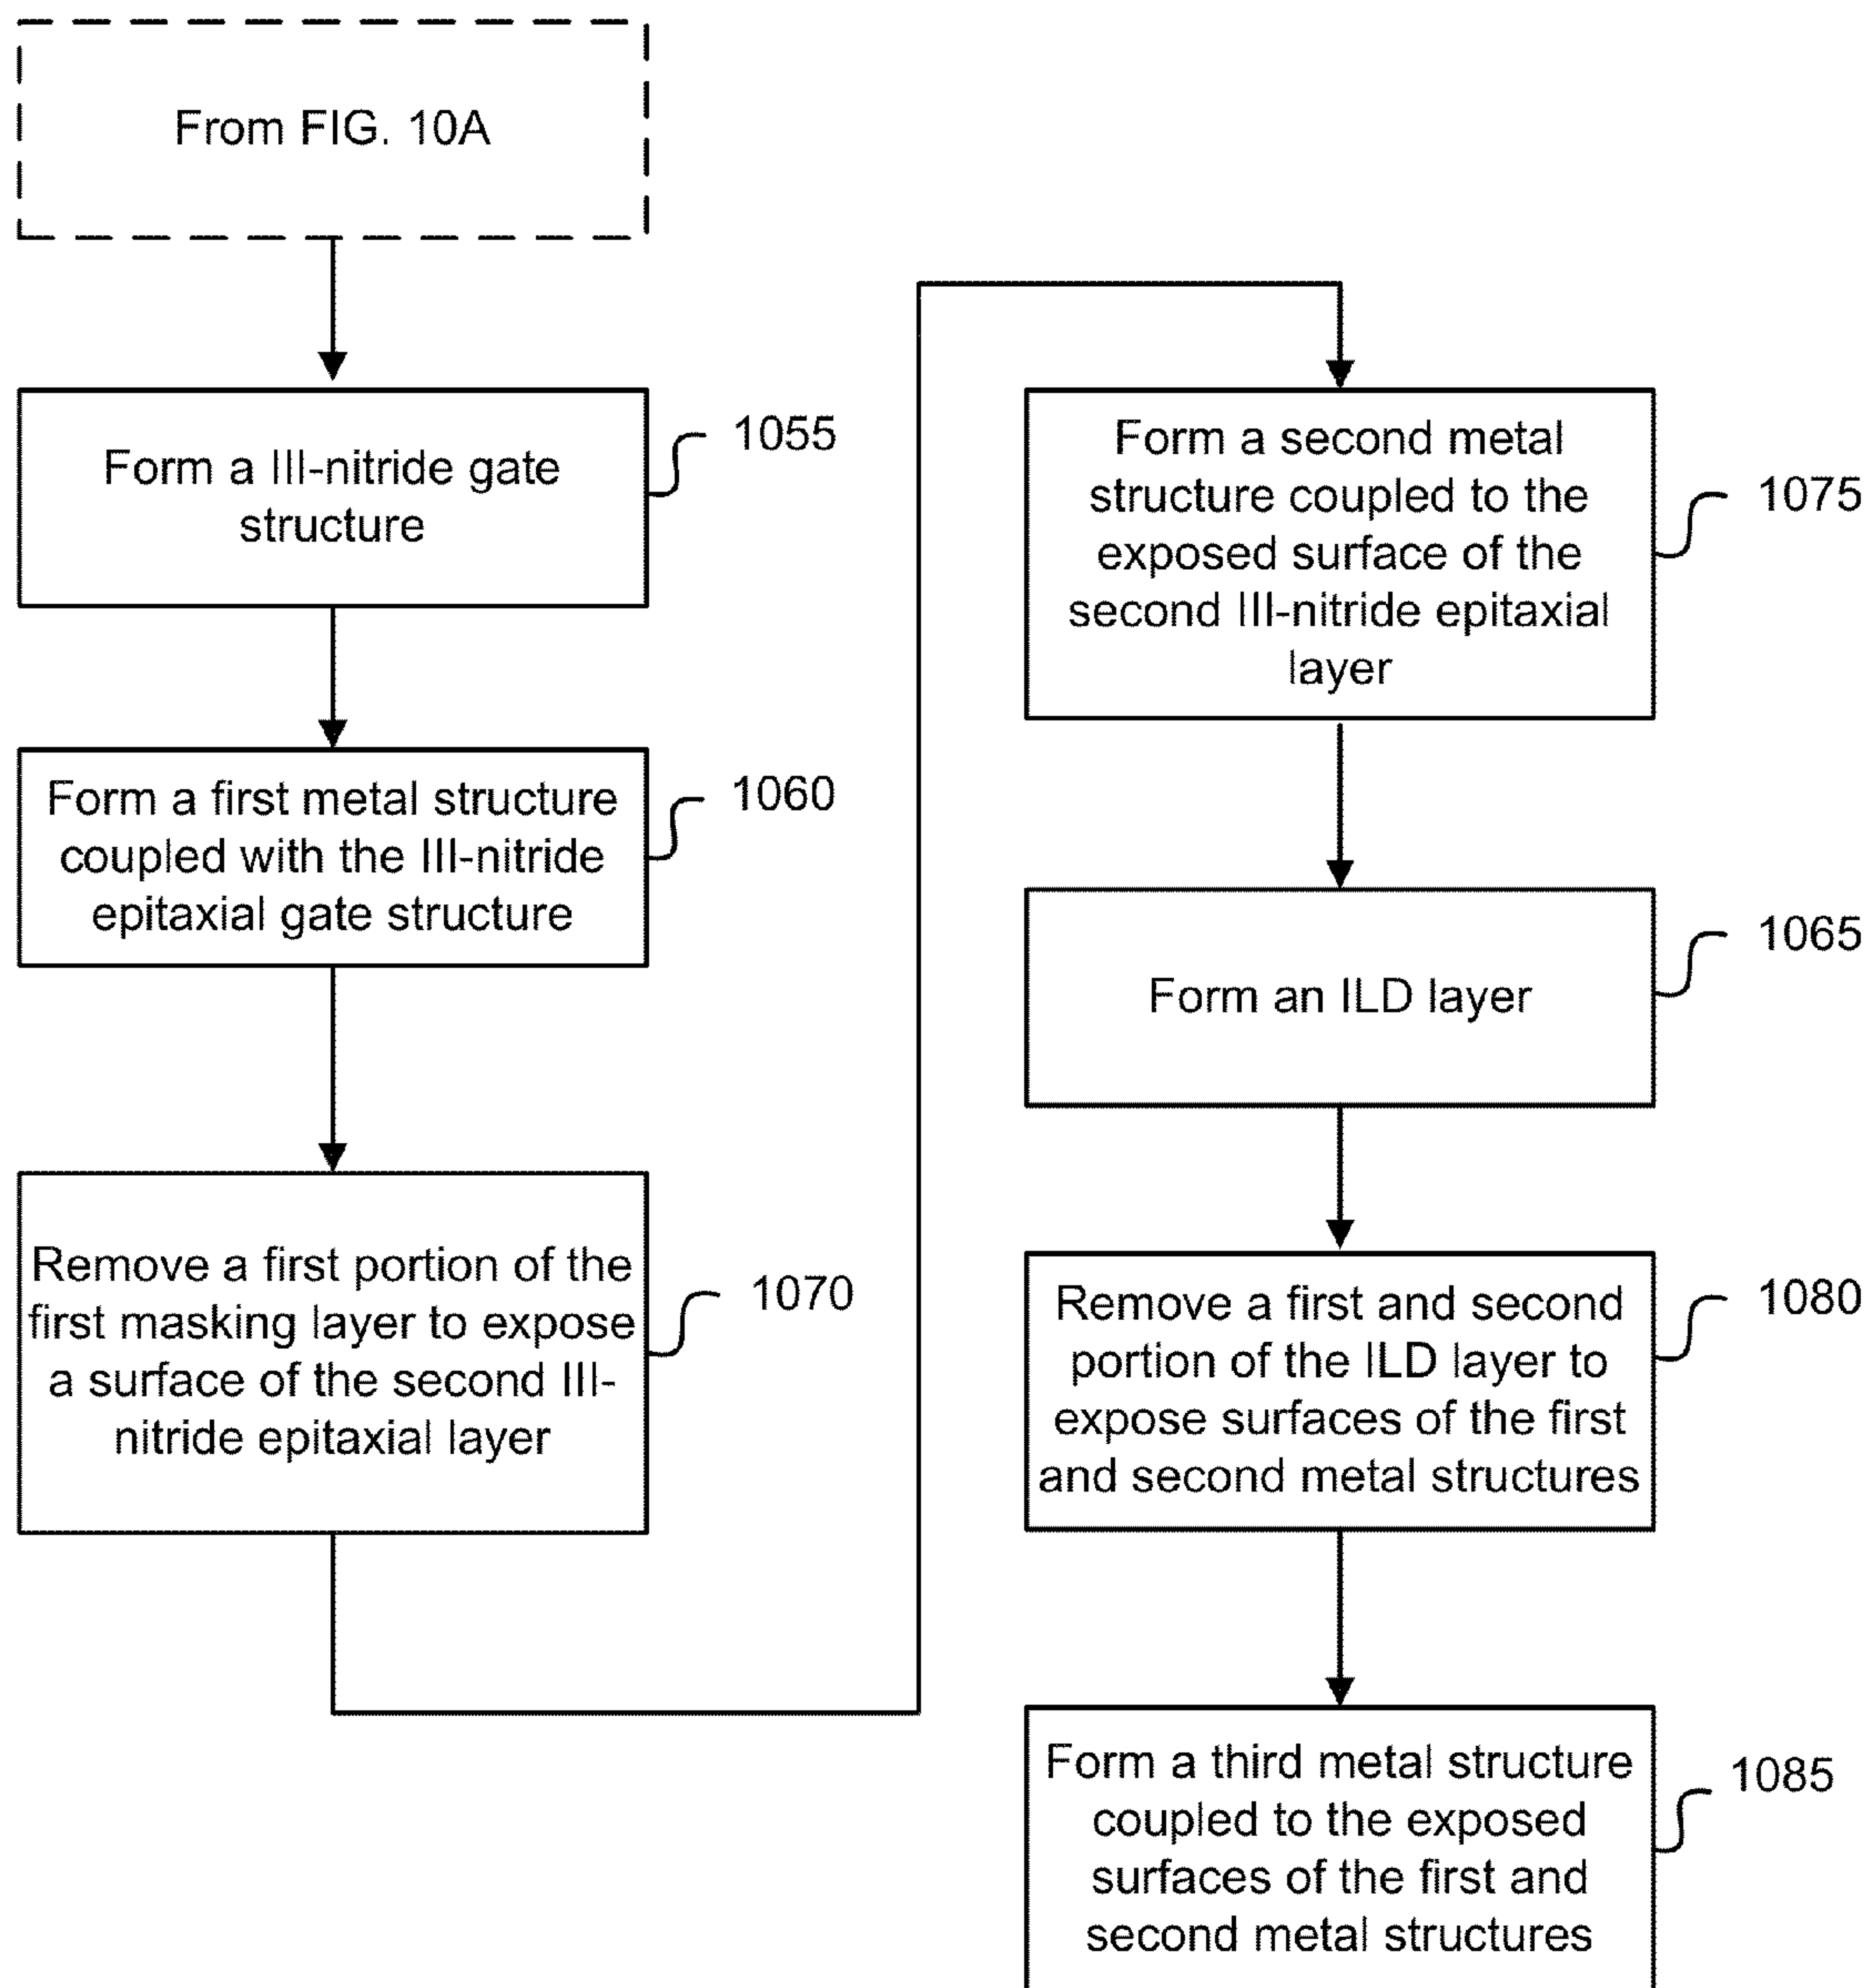 From FIG. 10A
Form a III-nitride gate
structure
1055
Form a first metal structure
coupled with the III-nitride
epitaxial gate structure
1060
Remove a first portion of the
first masking layer to expose
a surface of the second III-
nitride epitaxial layer
1070
Form a second metal
structure coupled to the
exposed surface of the
second III-nitride epitaxial
layer
1075
Form an ILD layer
1065
Remove a first and second
portion of the ILD layer to
expose surfaces of the first
and second metal structures
1080
Form a third metal structure
coupled to the exposed
surfaces of the first and
second metal structures
1085